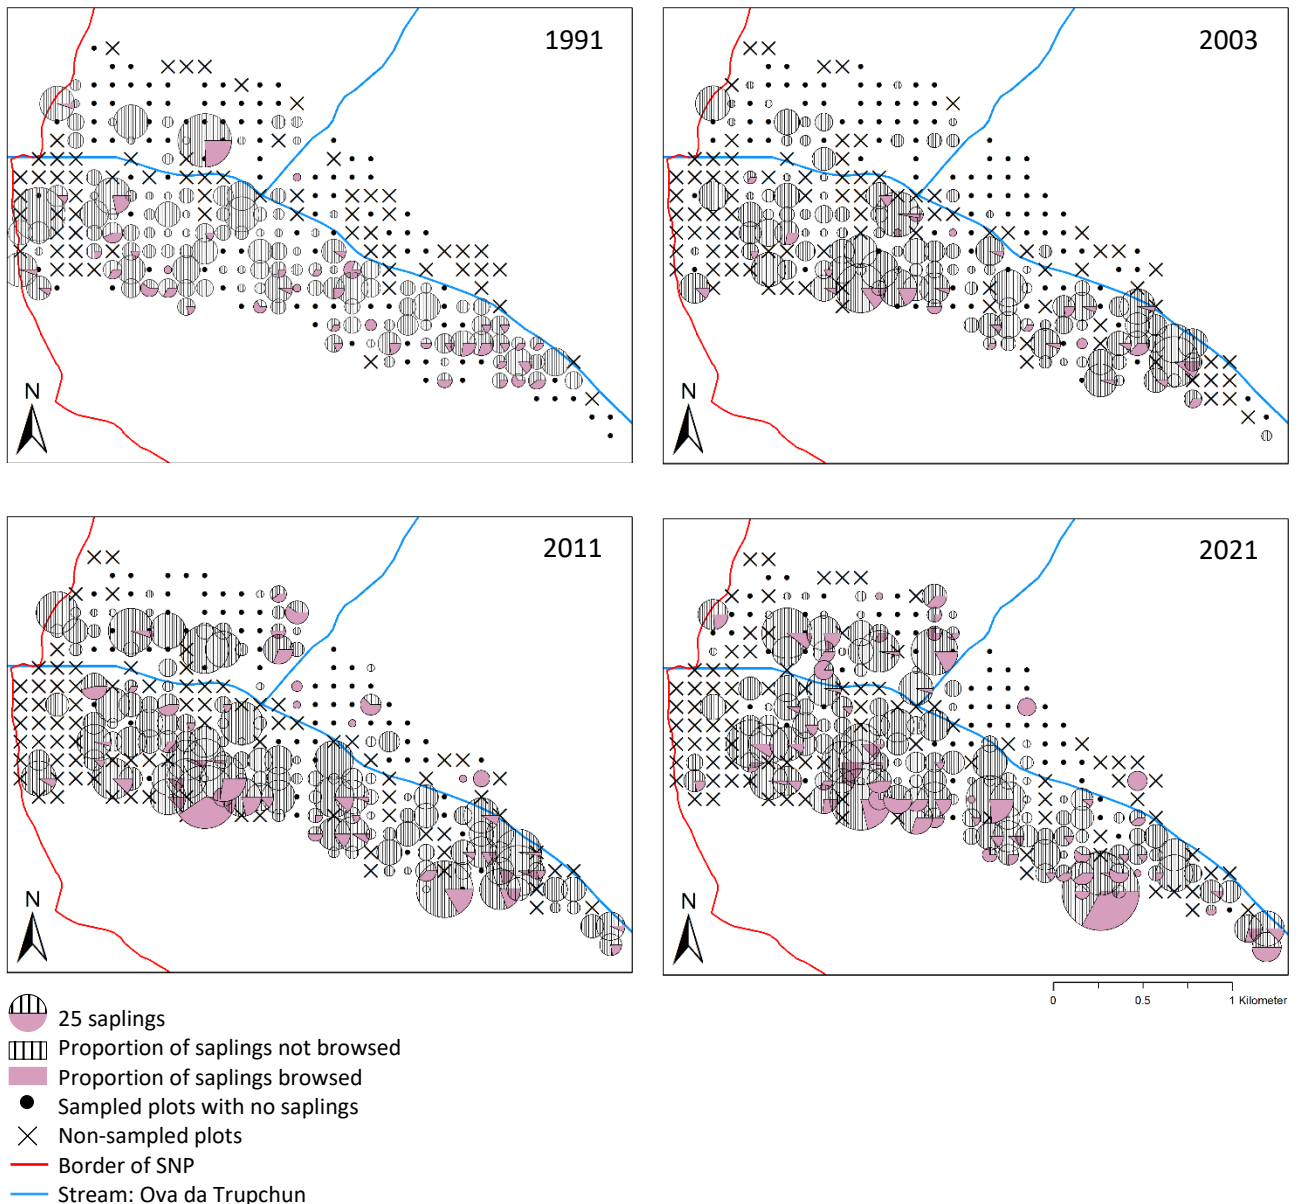 1991
2003
N
N
2011
2021
N
N
0 0.5 1 Kilometer
25 saplings
Proportion of saplings not browsed
Proportion of saplings browsed
Sampled plots with no saplings
Non-sampled plots
Border of SNP
Stream: Ova da Trupchun